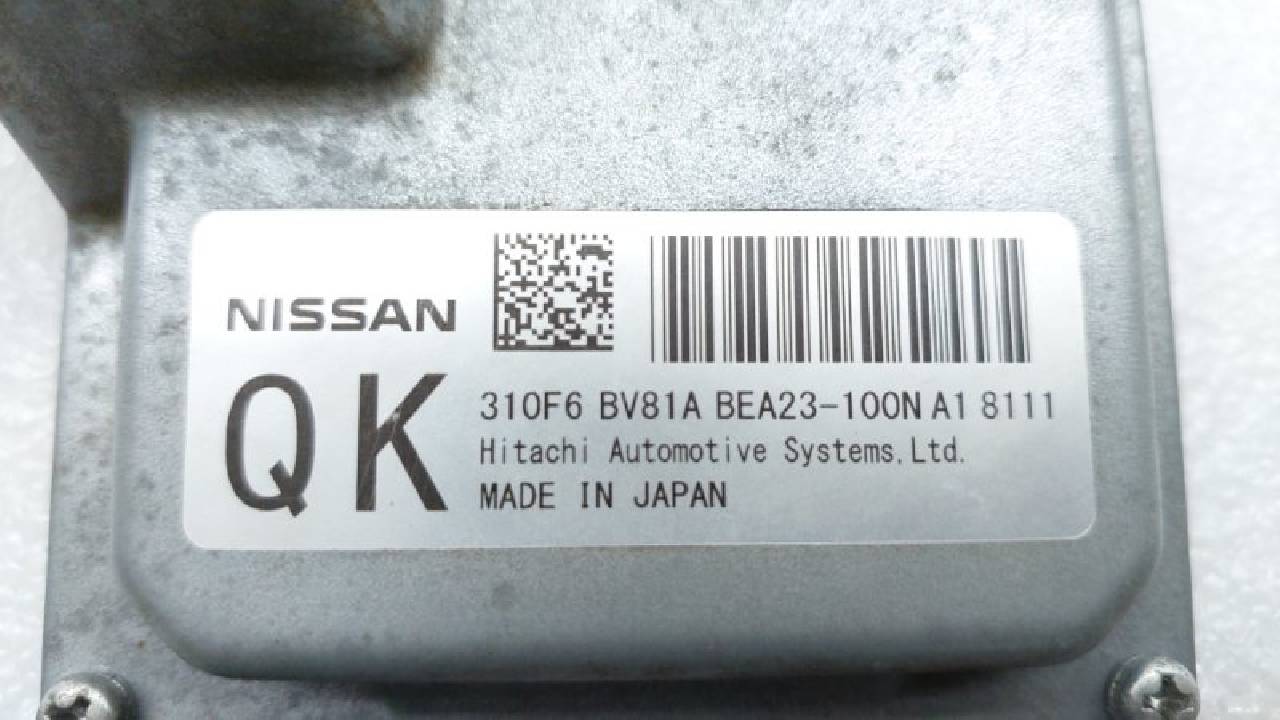 NISSAN
QK
310F6 BV81A BEA23-100N A1 8111
Hitachi Automotive Systems,Ltd.
MADE IN JAPAN